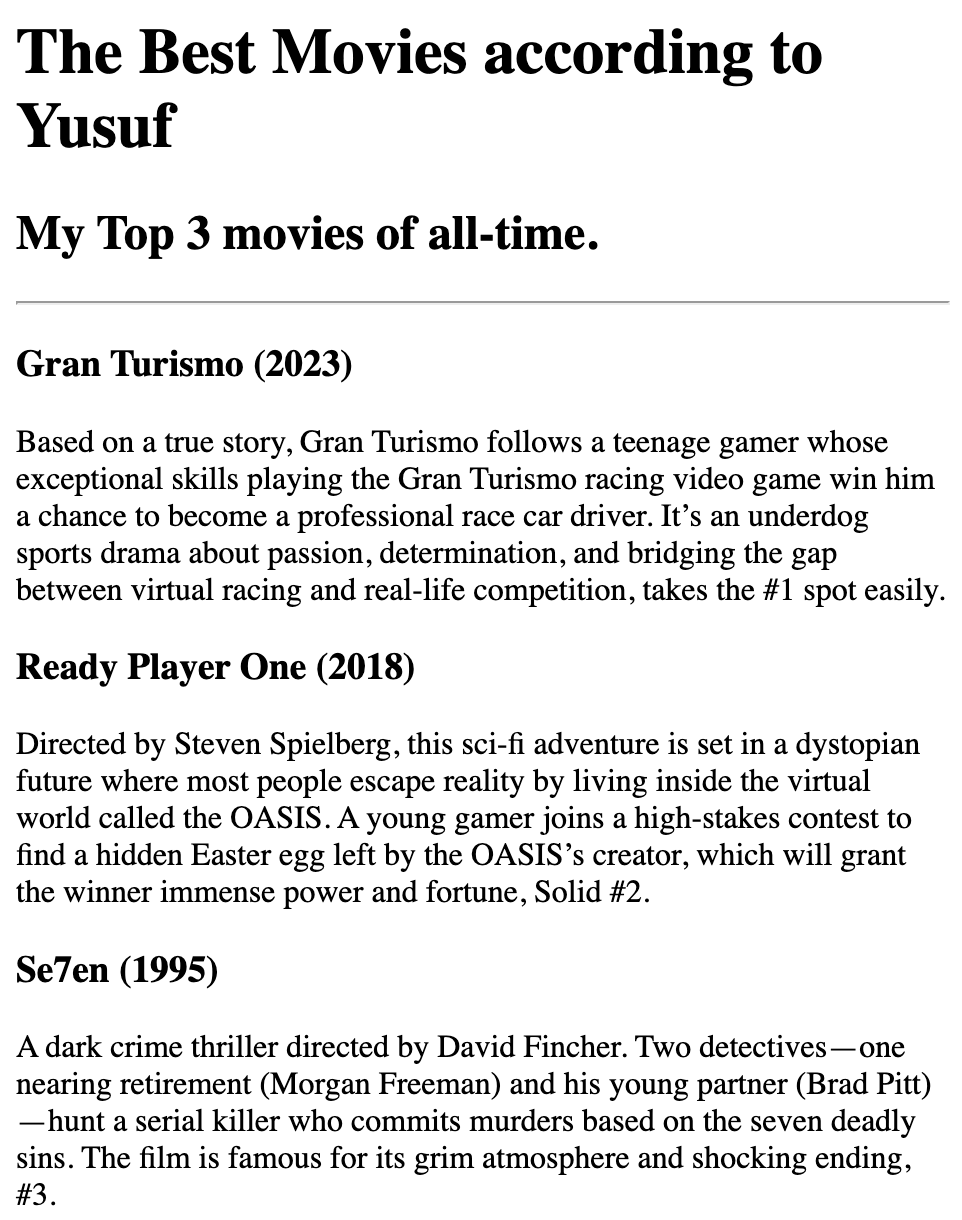 The Best Movies according to
Yusuf
My Top 3 movies of all-time.
Gran Turismo (2023)
Based on a true story, Gran Turismo follows a teenage gamer whose
exceptional skills playing the Gran Turismo racing video game win him
a chance to become a professional race car driver. It’s an underdog
sports drama about passion, determination, and bridging the gap
between virtual racing and real-life competition, takes the #1 spot easily.
Ready Player One (2018)
Directed by Steven Spielberg, this sci-fi adventure is set in a dystopian
future where most people escape reality by living inside the virtual
world called the OASIS. A young gamer joins a high-stakes contest to
find a hidden Easter egg left by the OASIS’s creator, which will grant
the winner immense power and fortune, Solid #2.
Se7en (1995)
A dark crime thriller directed by David Fincher. Two detectives—one
nearing retirement (Morgan Freeman) and his young partner (Brad Pitt)
—hunt a serial killer who commits murders based on the seven deadly
sins. The film is famous for its grim atmosphere and shocking ending,
#3.